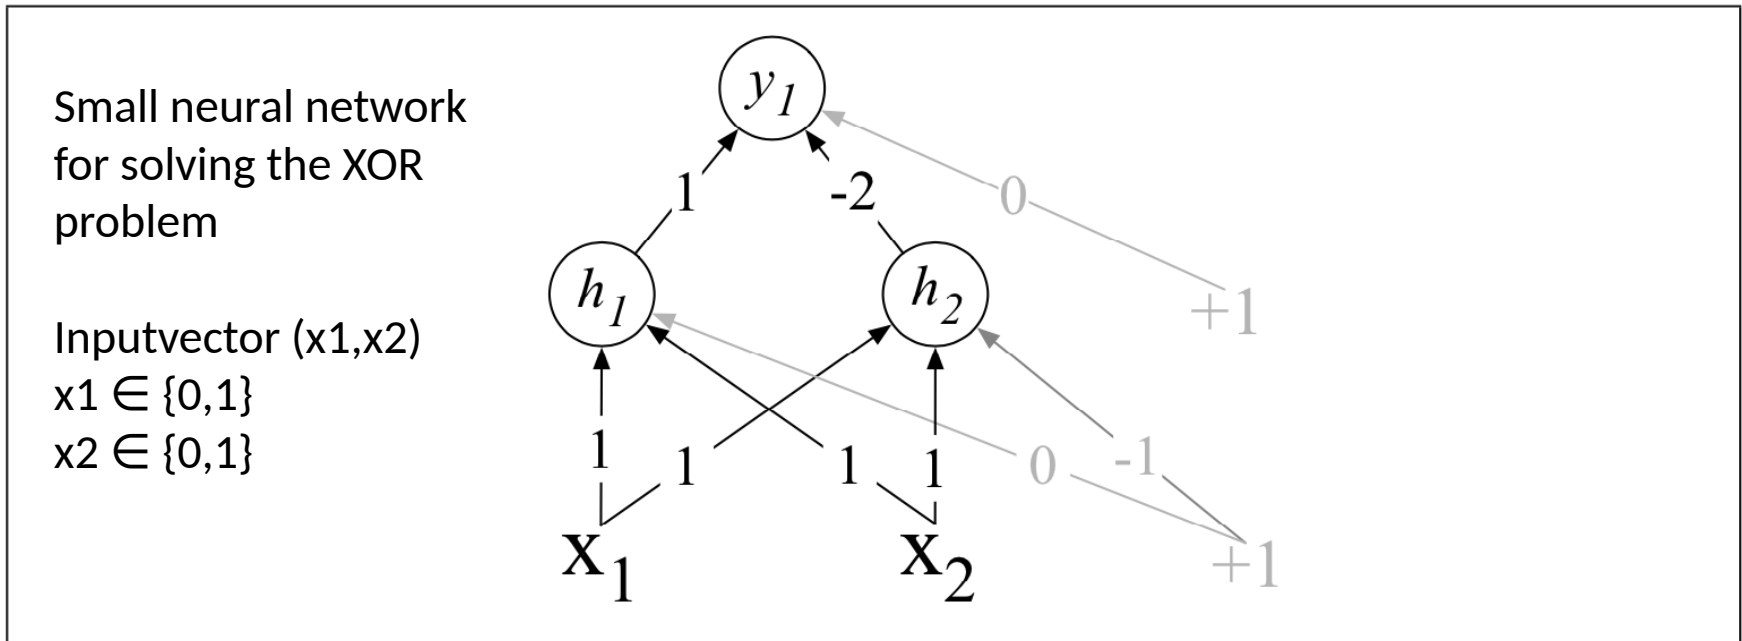 Small neural network
for solving the XOR
problem
Inputvector (x1,x2)
x1 ∈ {0,1}
x2 ∈ {0,1}
y1
1
-2
0
h1
h2
+1
1
1
1
1
0
-1
x1
x2
+1